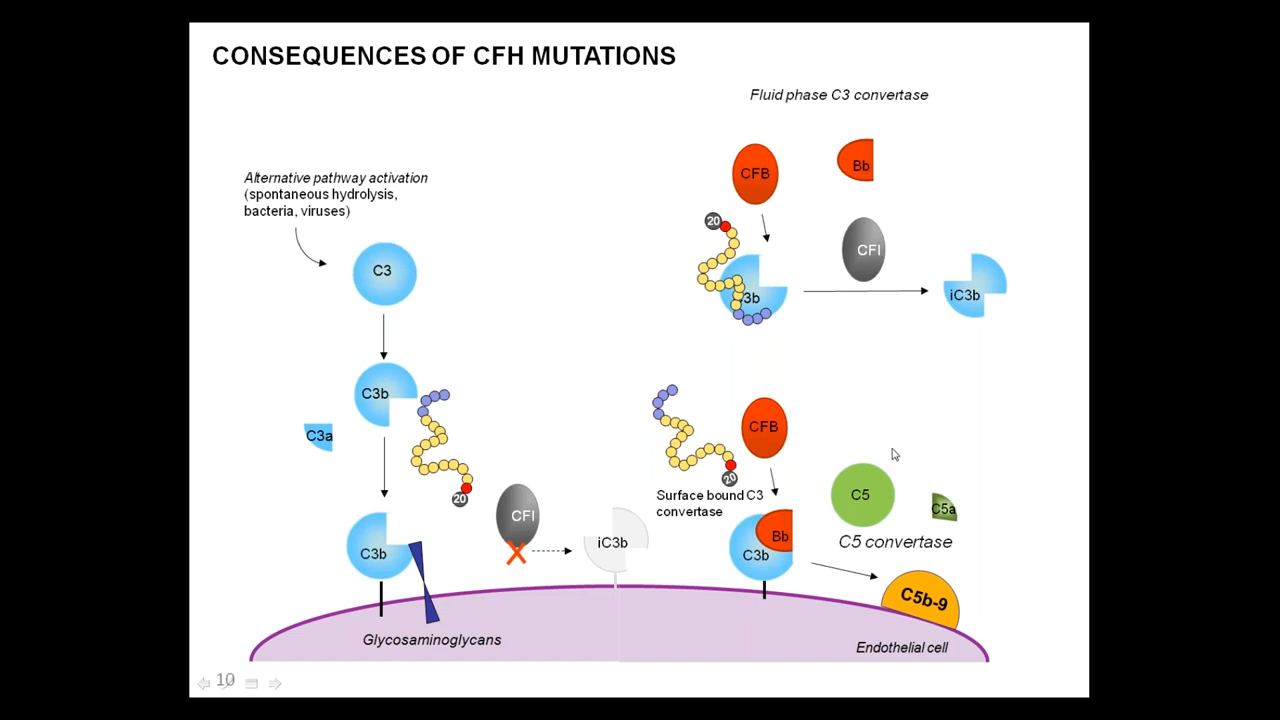 CONSEQUENCES OF CFH MUTATIONS
Fluid phase C3 convertase
CFB
Bb
Alternative pathway activation
(spontaneous hydrolysis,
bacteria, viruses)
20
CFI
C3
3b
iC3b
C3b
C3a
CFB
20
20
Surface bound C3
convertase
C5
C5a
CFI
iC3b
C3b
Bb
C3b
C5 convertase
C5b-9
Glycosaminoglycans
Endothelial cell
10